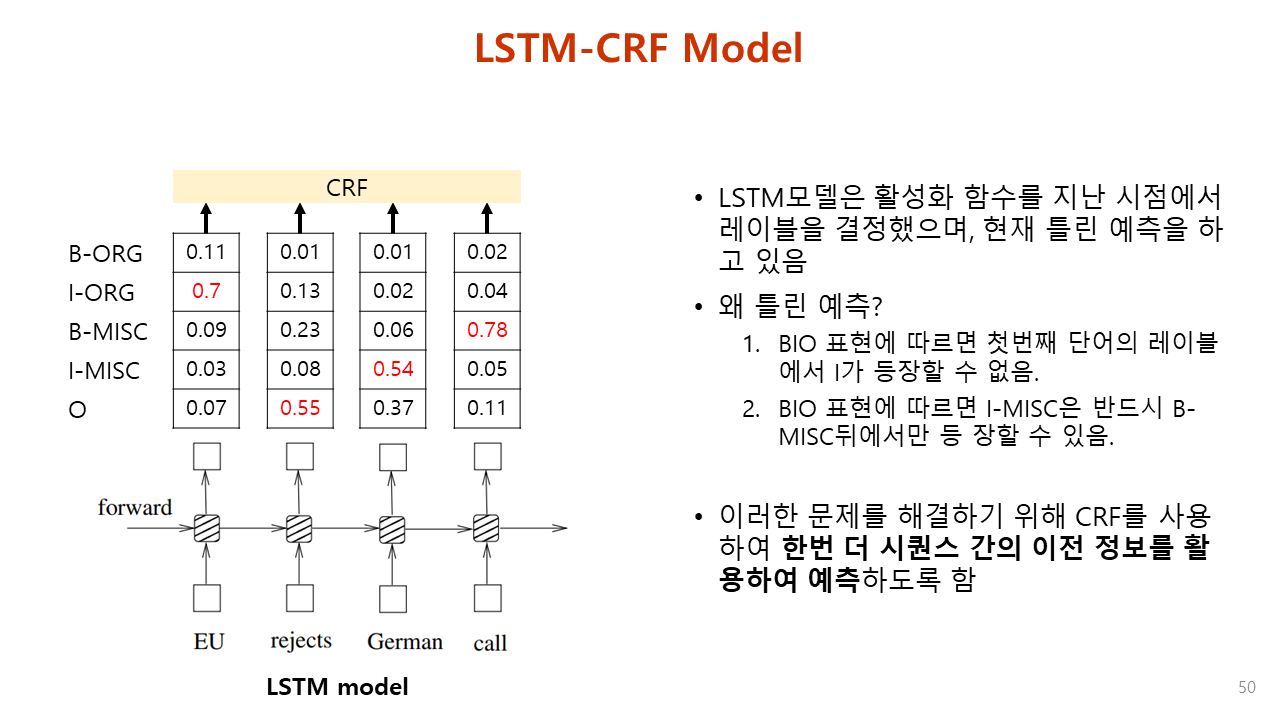 LSTM-CRF Model
CRF
B-ORG 0.11 0.01 0.01 0.02
I-ORG 0.7 0.13 0.02 0.04
B-MISC 0.09 0.23 0.06 0.78
I-MISC 0.03 0.08 0.54 0.05
O 0.07 0.55 0.37 0.11
forward
EU rejects German call
LSTM model
• LSTM모델은 활성화 함수를 지난 시점에서
레이블을 결정했으며, 현재 틀린 예측을 하
고 있음
• 왜 틀린 예측?
1. BIO 표현에 따르면 첫번째 단어의 레이블
에서 I가 등장할 수 없음.
2. BIO 표현에 따르면 I-MISC은 반드시 B-
MISC뒤에서만 등 장할 수 있음.
• 이러한 문제를 해결하기 위해 CRF를 사용
하여 한번 더 시퀀스 간의 이전 정보를 활
용하여 예측하도록 함
50